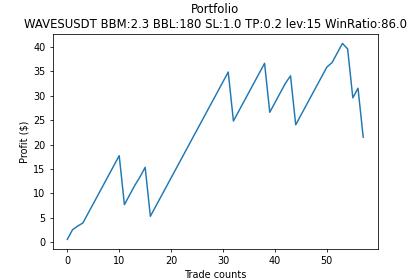 Portfolio
WAVESUSDT BBM:2.3 BBL:180 SL:1.0 TP:0.2 lev:15 WinRatio:86.0
Profit ($)
40
35
30
25
20
15
10
5
0
0 10 20 30 40 50
Trade counts